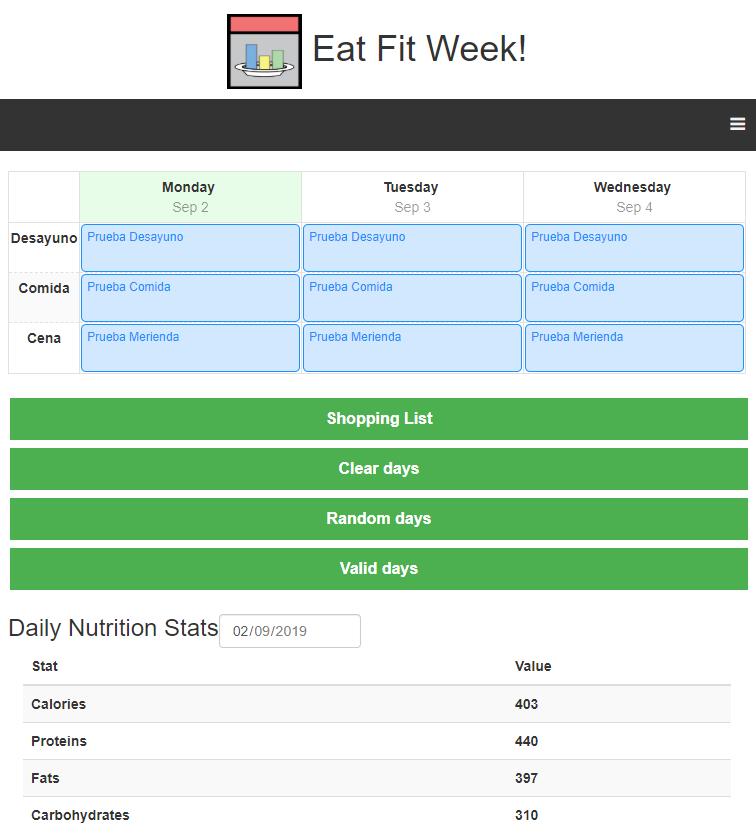 Eat Fit Week!
Monday Tuesday Wednesday
Sep 2 Sep 3 Sep 4
Desayuno Prueba Desayuno Prueba Desayuno Prueba Desayuno
Comida Prueba Comida Prueba Comida Prueba Comida
Cena Prueba Merienda Prueba Merienda Prueba Merienda
Shopping List
Clear days
Random days
Valid days
Daily Nutrition Stats 02/09/2019
Stat Value
Calories 403
Proteins 440
Fats 397
Carbohydrates 310